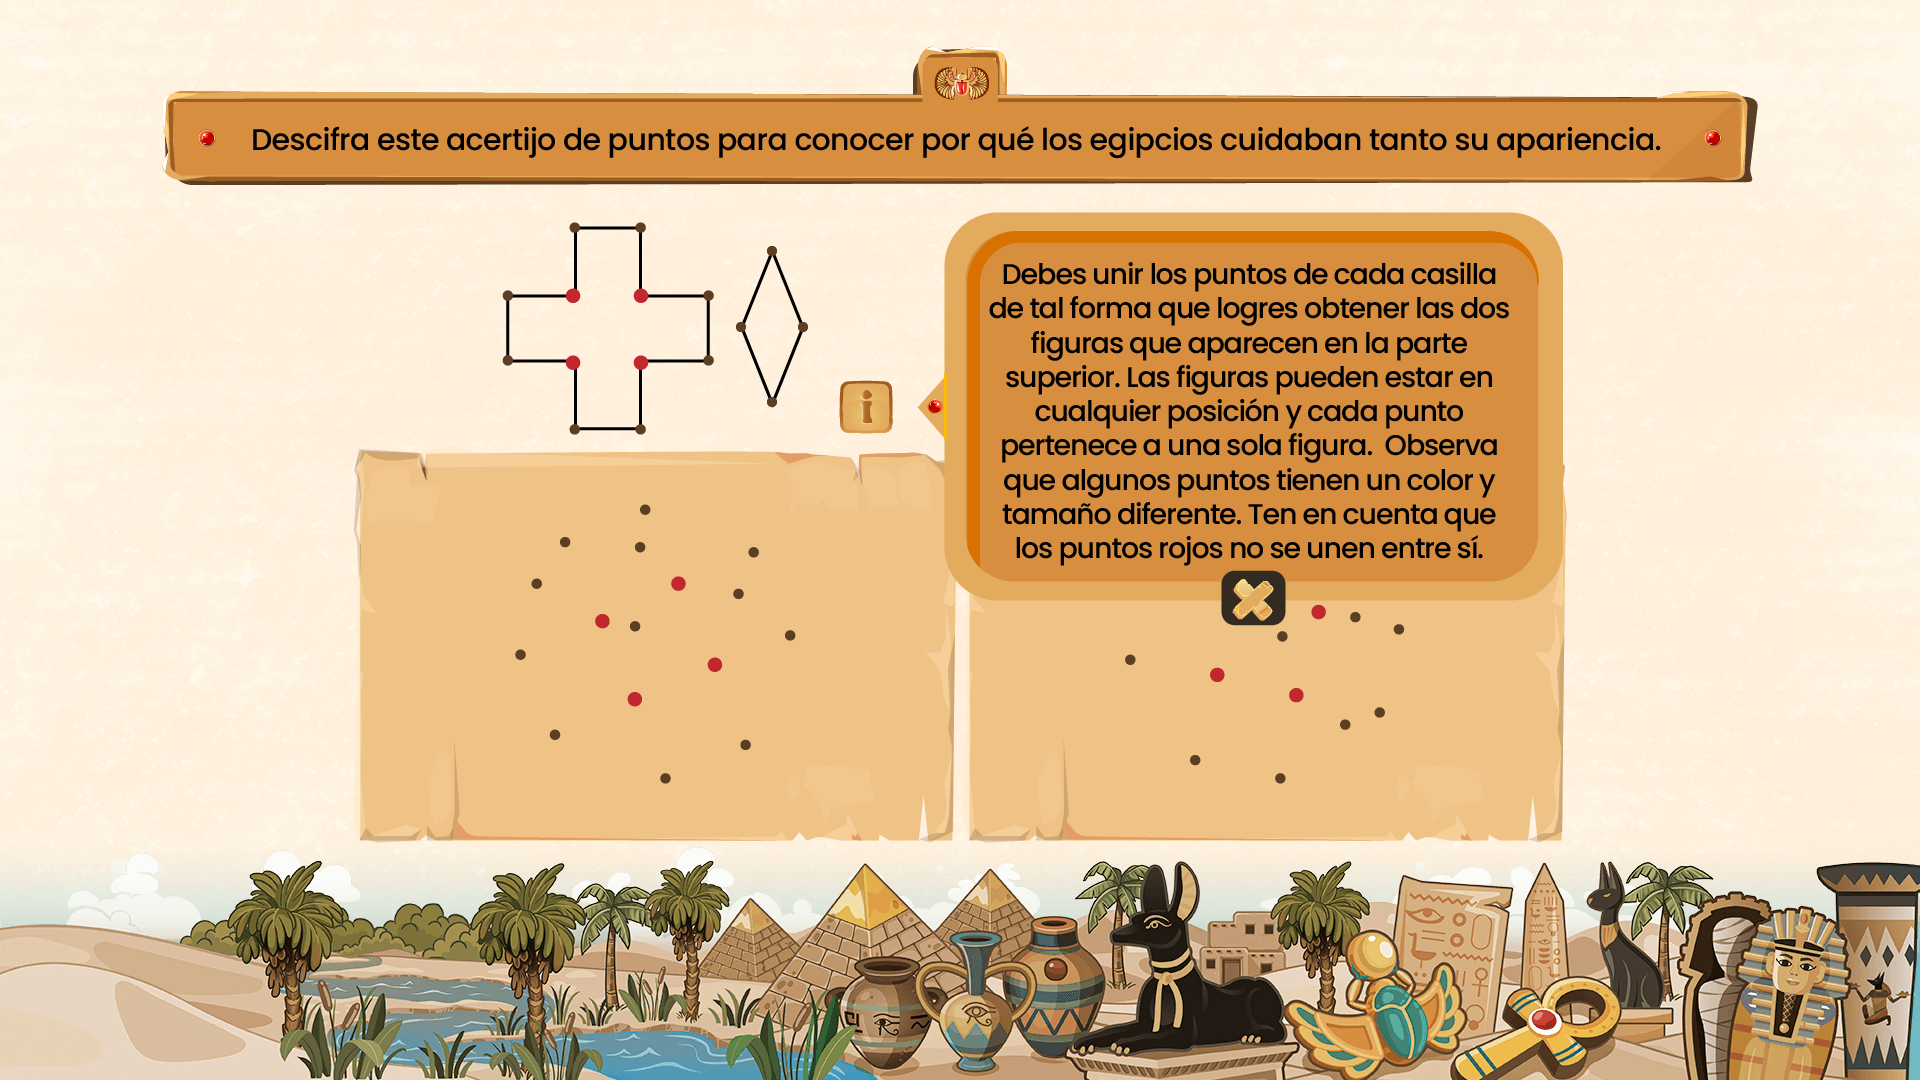 Descifra este acertijo de puntos para conocer por qué los egipcios cuidaban tanto su apariencia.
Debes unir los puntos de cada casilla
de tal forma que logres obtener las dos
figuras que aparecen en la parte
superior. Las figuras pueden estar en
cualquier posición y cada punto
pertenece a una sola figura.  Observa
que algunos puntos tienen un color y
tamaño diferente. Ten en cuenta que
los puntos rojos no se unen entre sí.
i